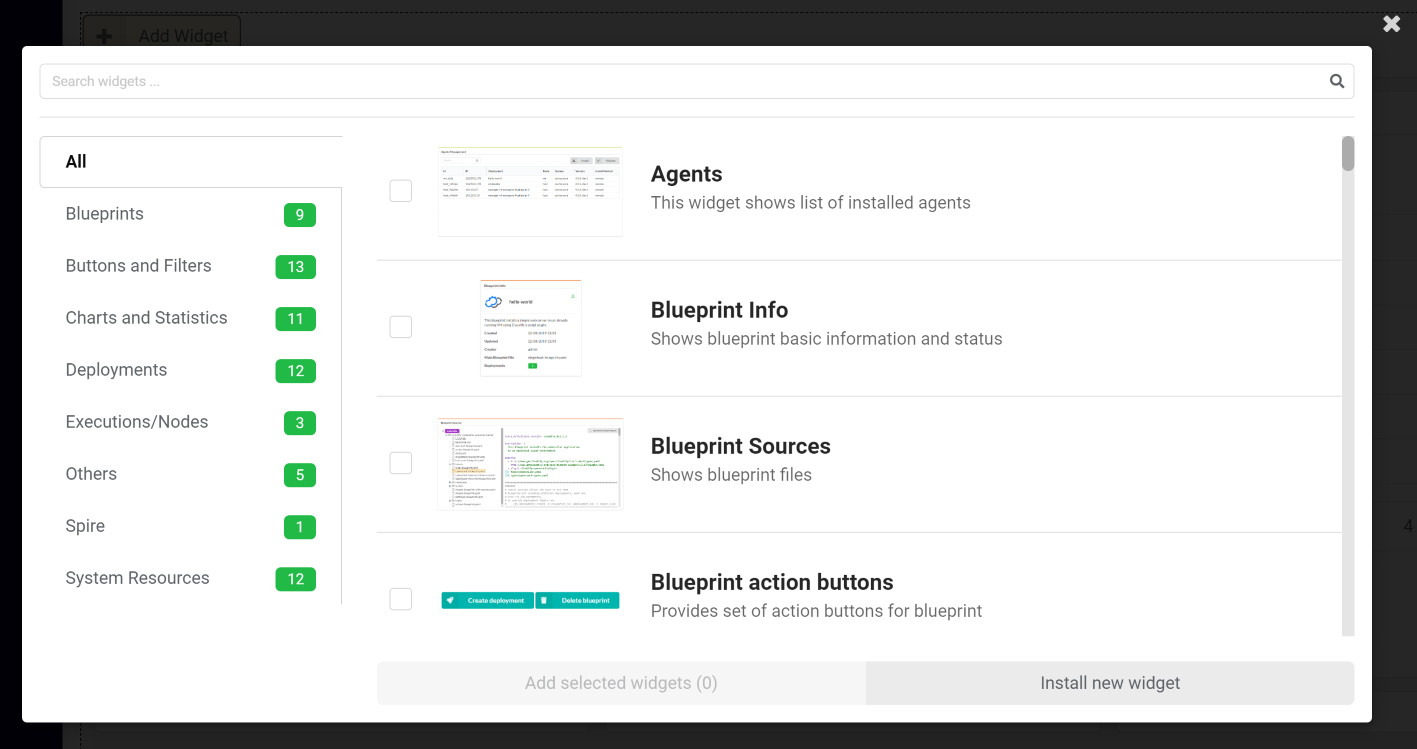 Add Widget
Search widgets ...
All
Blueprints 9
Buttons and Filters 13
Charts and Statistics 11
Deployments 12
Executions/Nodes 3
Others 5
Spire 1
System Resources 12
Agents
This widget shows list of installed agents
Blueprint Info
hello-world
Shows blueprint basic information and status
Blueprint Sources
Shows blueprint files
Create deployment Delete blueprint
Blueprint action buttons
Provides set of action buttons for blueprint
4
Add selected widgets (0) Install new widget